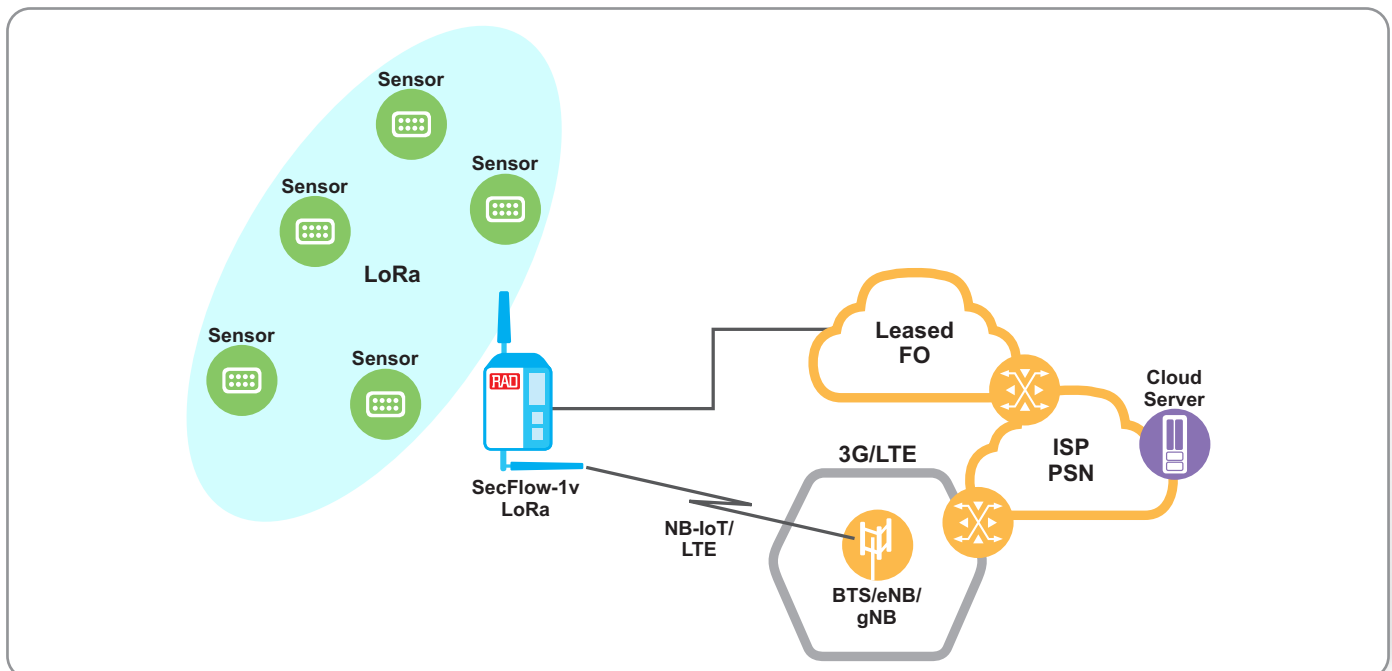 Sensor
Sensor
Sensor
LoRa
Sensor
Sensor
RAD
SecFlow-1v
LoRa
Leased
FO
Cloud
Server
ISP
PSN
3G/LTE
NB-IoT/
LTE
BTS/eNB/
gNB